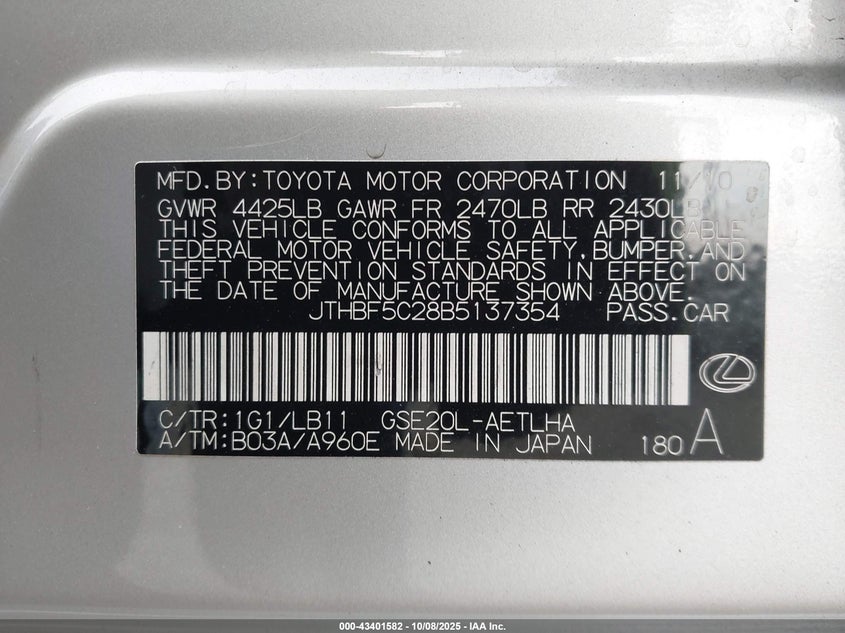 MFD.BY:TOYOTA MOTOR CORPORATION 11/10
GVWR 4425LB GAWR FR 2470LB RR 2430LB
THIS VEHICLE CONFORMS TO ALL APPLICABLE
FEDERAL MOTOR VEHICLE SAFETY,BUMPER,AND
THEFT PREVENTION STANDARDS IN EFFECT ON
THE DATE OF MANUFACTURE SHOWN ABOVE.
JTHBF5C28B5137354 PASS.CAR
C/TR:1G1/LB11 GSE20L-AETLHA
A/TM:B03A/A960E MADE IN JAPAN 180 A
000-43401582 - 10/08/2025 - IAA Inc.